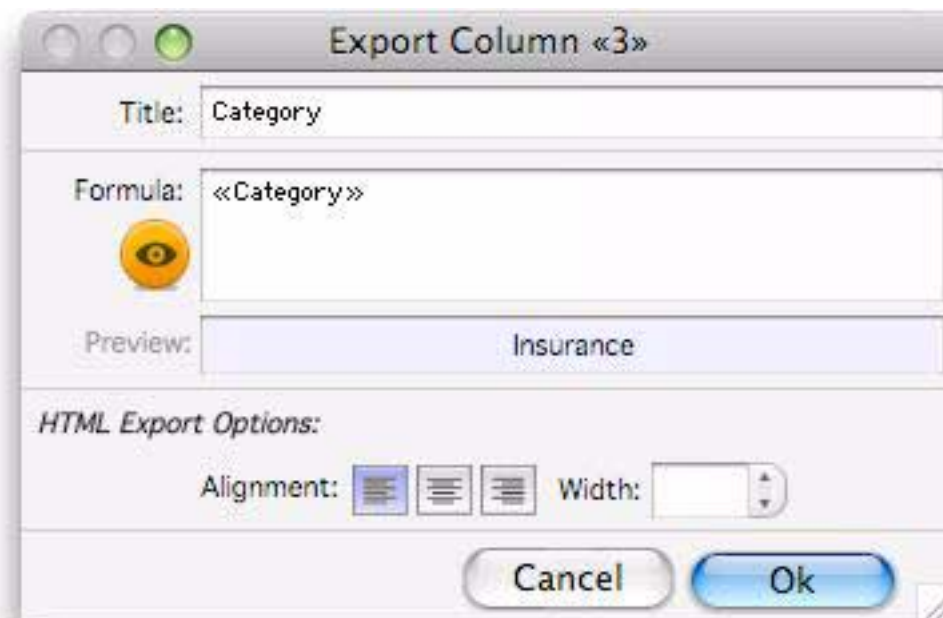 Export Column «3»
Title: Category
Formula: «Category»
Preview: Insurance
HTML Export Options:
Alignment: Width:
Cancel Ok